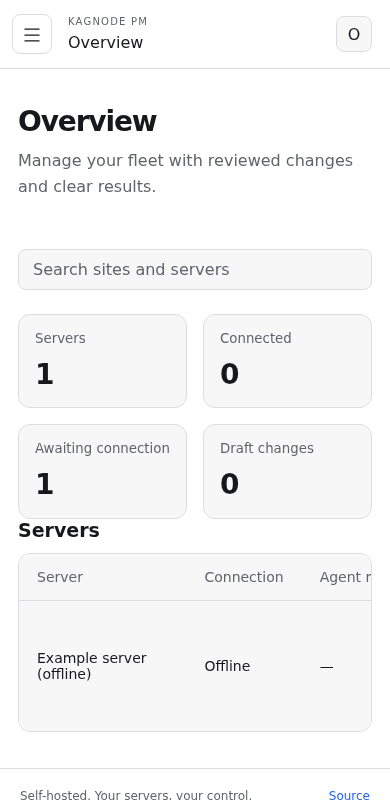 KAGNODE PM
Overview
O
Overview
Manage your fleet with reviewed changes
and clear results.
Search sites and servers
Servers
Connected
1
0
Awaiting connection
Draft changes
1
0
Servers
Server Connection Agent r
Example server
(offline)
Offline
—
Self-hosted. Your servers, your control.
Source